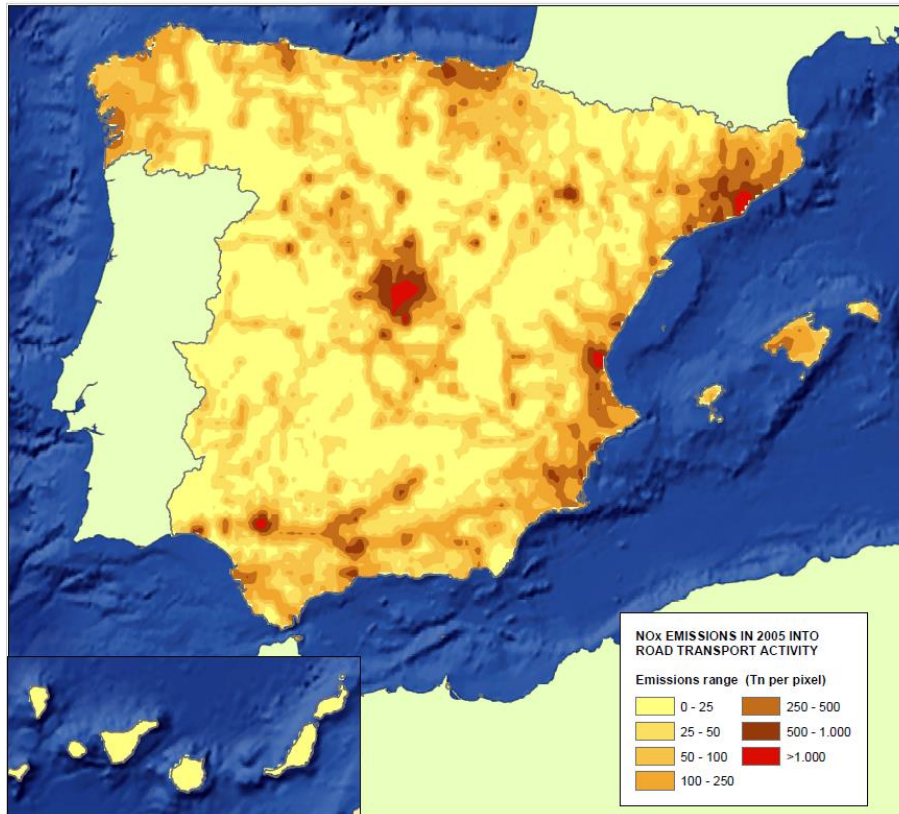 NOx EMISSIONS IN 2005 INTO
ROAD TRANSPORT ACTIVITY
Emissions range (Tn per pixel)
0 - 25
25 - 50
50 - 100
100 - 250
250 - 500
500 - 1.000
>1.000